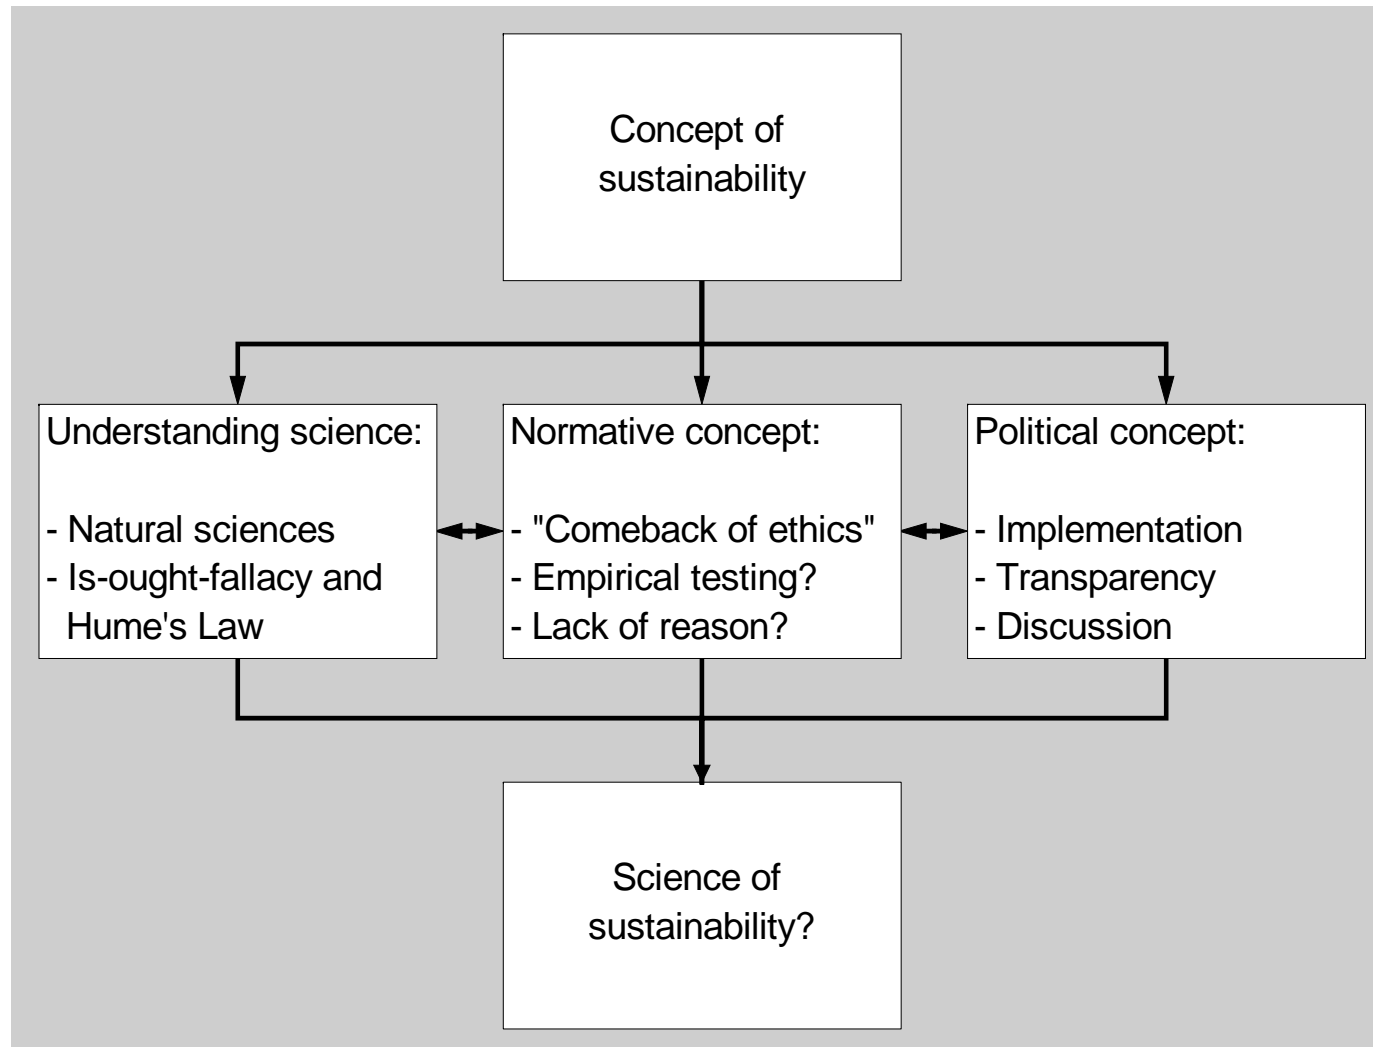 Concept of
sustainability
Understanding science:
- Natural sciences
- Is-ought-fallacy and
Hume's Law
Normative concept:
- "Comeback of ethics"
- Empirical testing?
- Lack of reason?
Political concept:
- Implementation
- Transparency
- Discussion
Science of
sustainability?